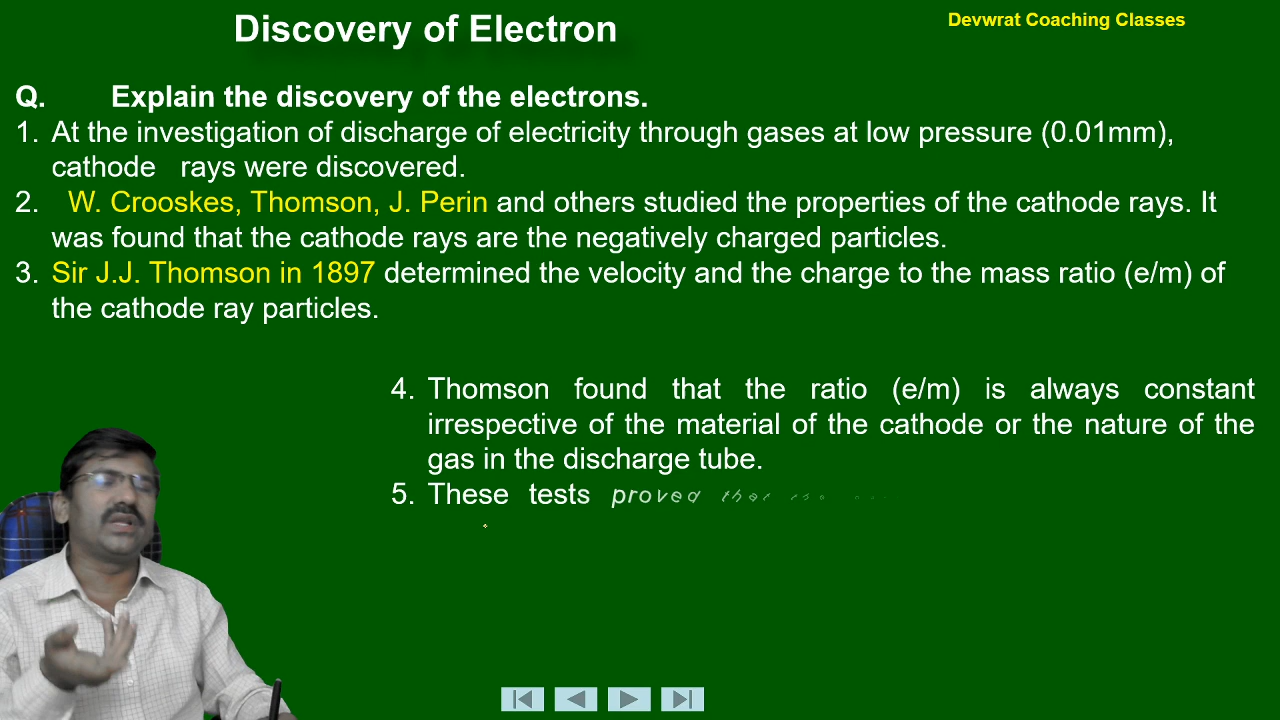 Discovery of Electron
Devwrat Coaching Classes
Q. Explain the discovery of the electrons.
1. At the investigation of discharge of electricity through gases at low pressure (0.01mm),
cathode rays were discovered.
2. W. Crooskes, Thomson, J. Perin and others studied the properties of the cathode rays. It
was found that the cathode rays are the negatively charged particles.
3. Sir J.J. Thomson in 1897 determined the velocity and the charge to the mass ratio (e/m) of
the cathode ray particles.
4. Thomson found that the ratio (e/m) is always constant
irrespective of the material of the cathode or the nature of the
gas in the discharge tube.
5. These tests proved that